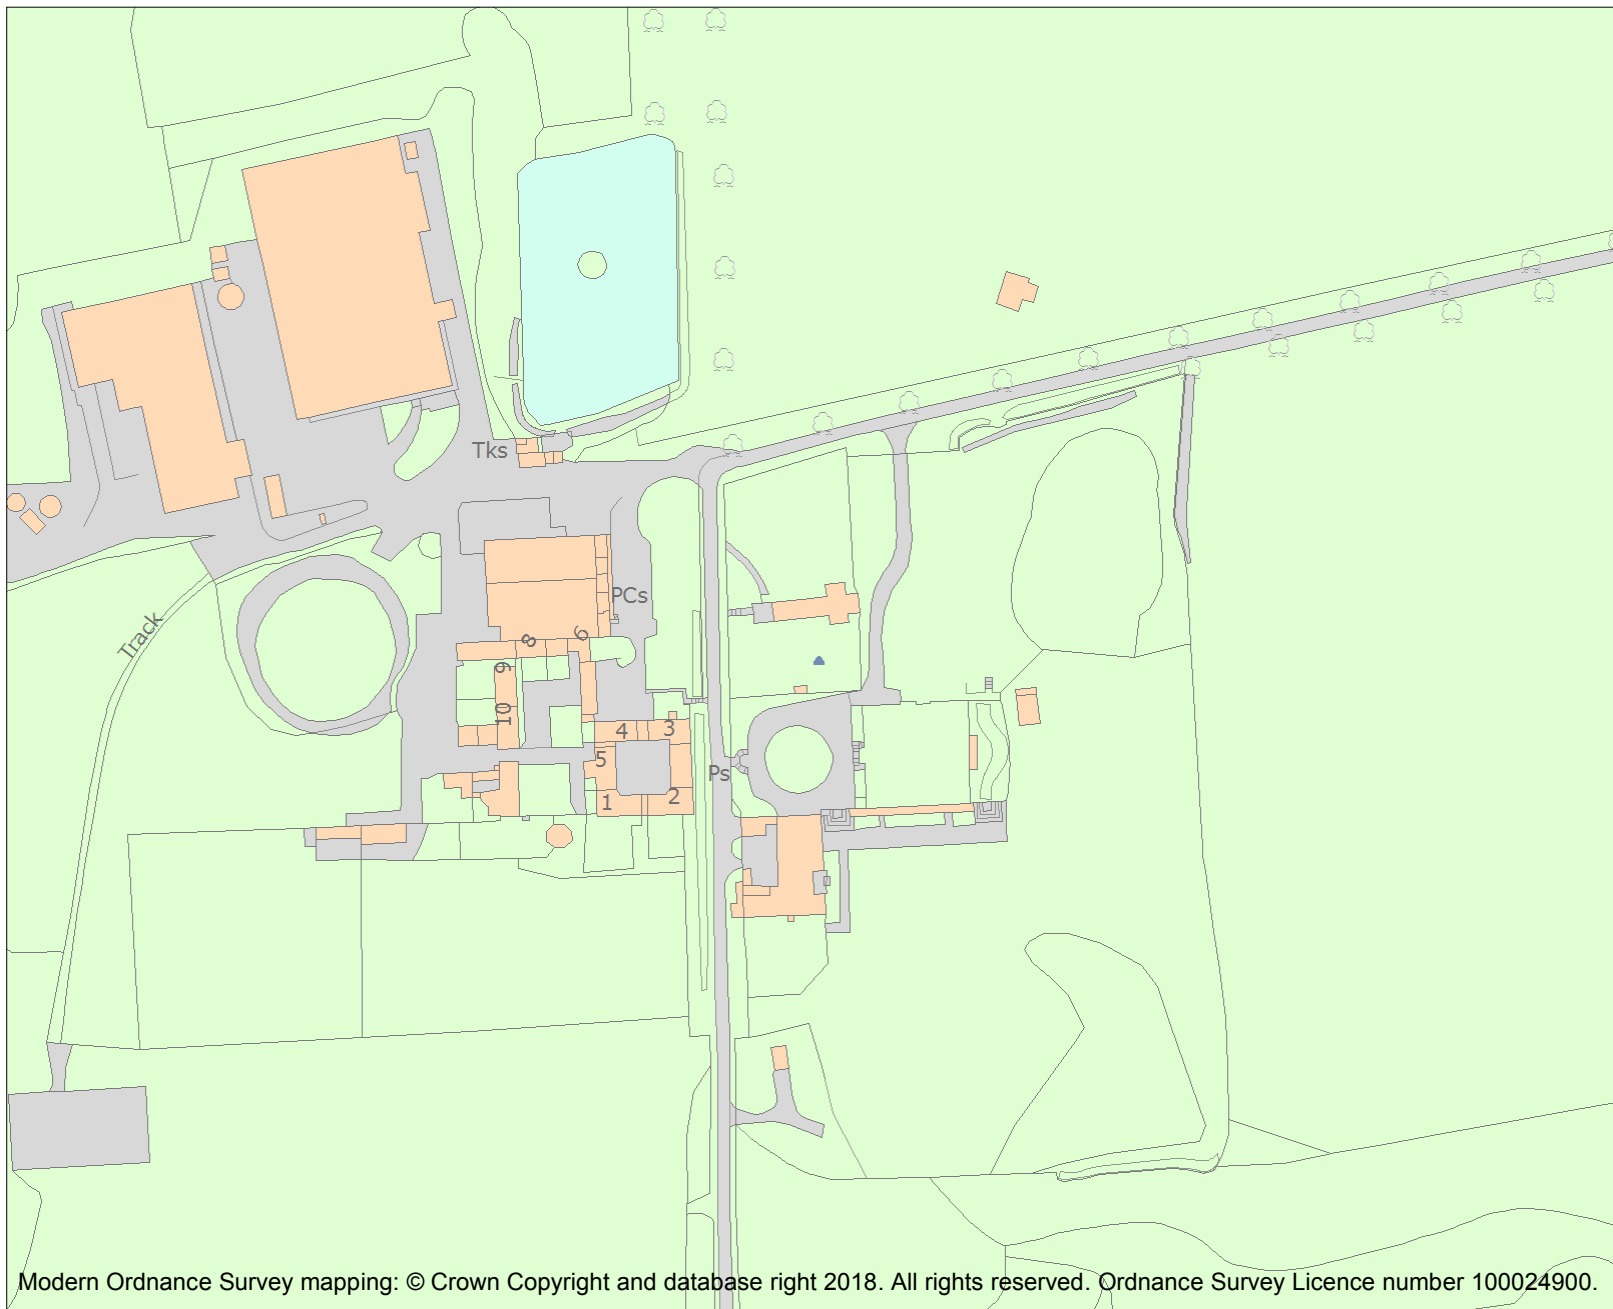 Tks
PCs
Track
8
6
9
10
4
3
5
Ps
1
2
Modern Ordnance Survey mapping: © Crown Copyright and database right 2018. All rights reserved. Ordnance Survey Licence number 100024900.